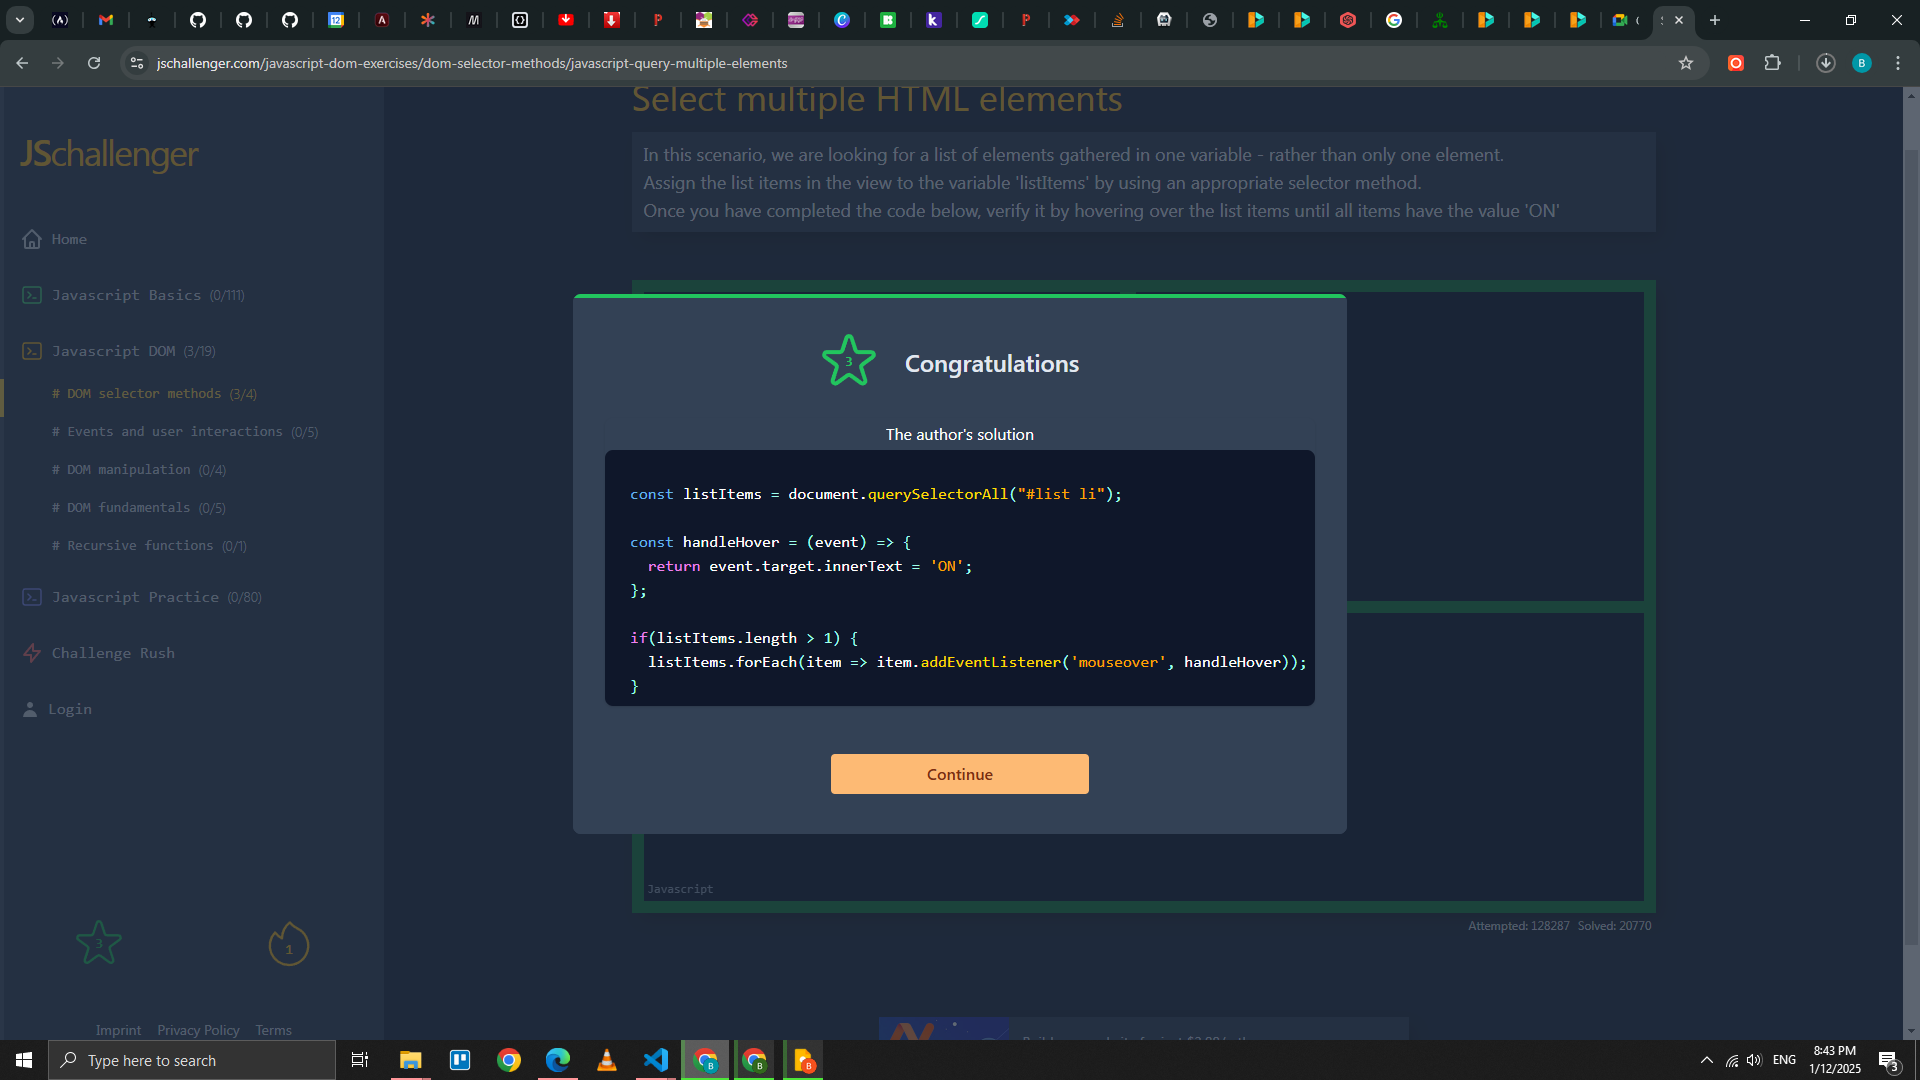 jschallenger.com/javascript-dom-exercises/dom-selector-methods/javascript-query-multiple-elements
B
JSchallenger
Home
Javascript Basics (0/111)
Javascript DOM (3/19)
# DOM selector methods (3/4)
# Events and user interactions (0/5)
# DOM manipulation (0/4)
# DOM fundamentals (0/5)
# Recursive functions (0/1)
Javascript Practice (0/80)
Challenge Rush
Login
3
1
Imprint Privacy Policy Terms
Select multiple HTML elements
In this scenario, we are looking for a list of elements gathered in one variable - rather than only one element.
Assign the list items in the view to the variable 'listItems' by using an appropriate selector method.
Once you have completed the code below, verify it by hovering over the list items until all items have the value 'ON'
3
Congratulations
The author's solution
const listItems = document.querySelectorAll("#list li");
const handleHover = (event) => {
return event.target.innerText = 'ON';
};
if(listItems.length > 1) {
listItems.forEach(item => item.addEventListener('mouseover', handleHover));
}
Continue
Javascript
Attempted: 128287 Solved: 20770
Type here to search
ENG
8:43 PM
1/12/2025
3